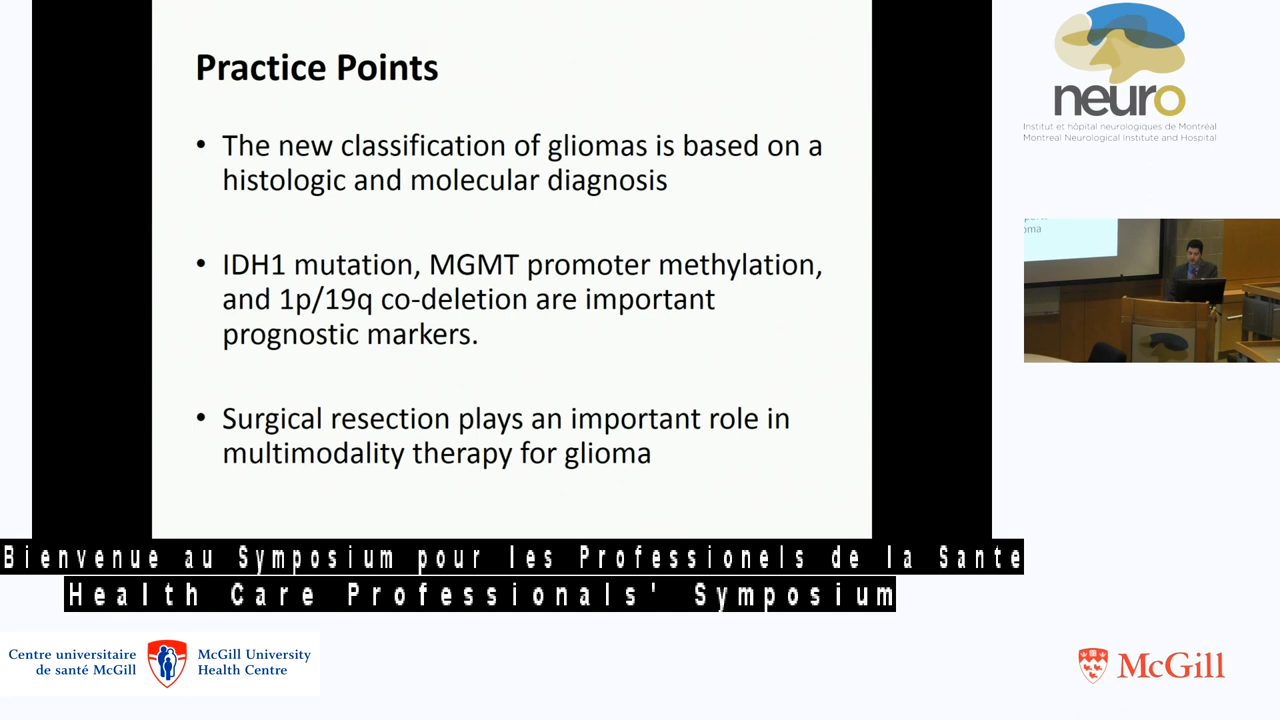 Practice Points
• The new classification of gliomas is based on a
histologic and molecular diagnosis
• IDH1 mutation, MGMT promoter methylation,
and 1p/19q co-deletion are important
prognostic markers.
• Surgical resection plays an important role in
multimodality therapy for glioma
neuro
Institut et hôpital neurologiques de Montréal
Montreal Neurological Institute and Hospital
oma
Bienvenue au Symposium pour les Professionels de la Sante
Health Care Professionals' Symposium
Centre universitaire
de santé McGill
McGill University
Health Centre
McGill